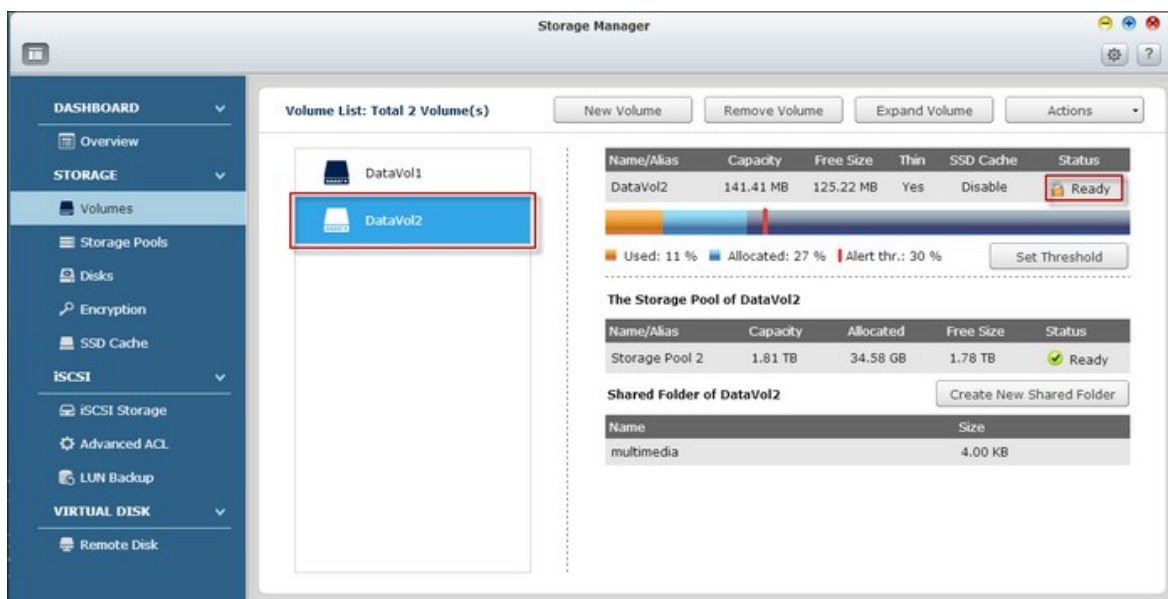 Storage Manager
?
DASHBOARD
Overview
STORAGE
Volumes
Storage Pools
Disks
Encryption
SSD Cache
iSCSI
iSCSI Storage
Advanced ACL
LUN Backup
VIRTUAL DISK
Remote Disk
Volume List: Total 2 Volume(s)
New Volume
Remove Volume
Expand Volume
Actions
DataVol1
DataVol2
Name/Alias Capacity Free Size Thin SSD Cache Status
DataVol2 141.41 MB 125.22 MB Yes Disable Ready
Used: 11 % Allocated: 27 % Alert thr.: 30 %
Set Threshold
The Storage Pool of DataVol2
Name/Alias Capacity Allocated Free Size Status
Storage Pool 2 1.81 TB 34.58 GB 1.78 TB Ready
Shared Folder of DataVol2
Create New Shared Folder
Name Size
multimedia 4.00 KB